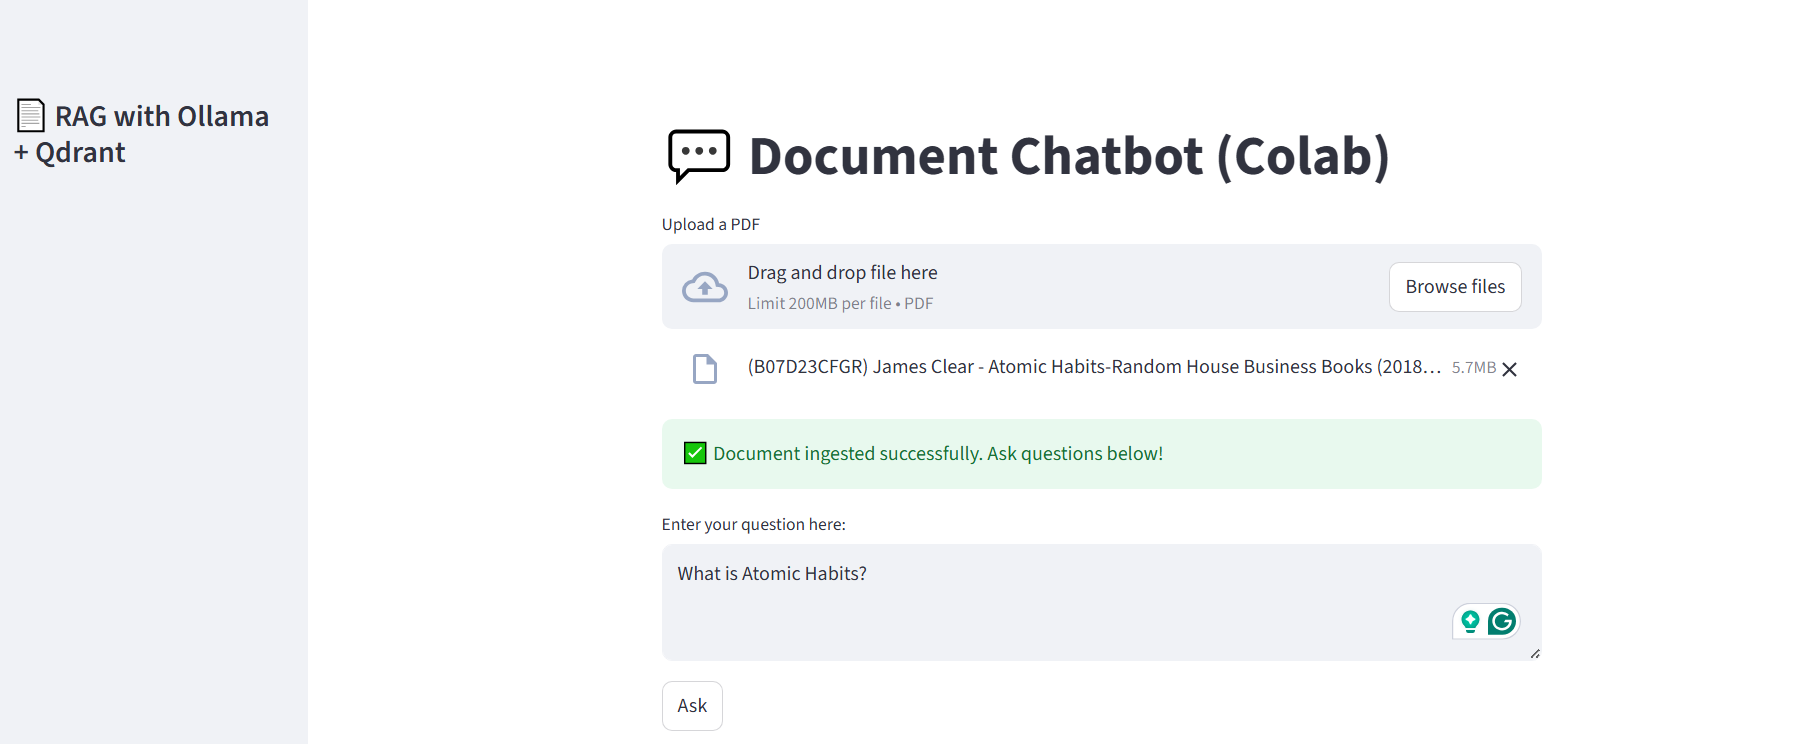 RAG with Ollama
+ Qdrant
Document Chatbot (Colab)
Upload a PDF
Drag and drop file here
Limit 200MB per file • PDF
Browse files
(B07D23CFGR) James Clear - Atomic Habits-Random House Business Books (2018… 5.7MB
✅ Document ingested successfully. Ask questions below!
Enter your question here:
What is Atomic Habits?
Ask